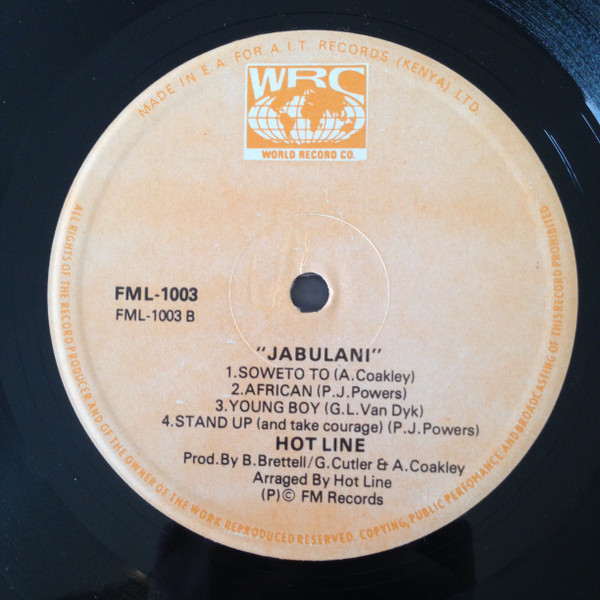 MADE IN E.A. FOR A.I.T. RECORDS (KENYA) LTD
WRC
WORLD RECORD CO.
FML-1003
FML-1003 B
"JABULANI"
1.SOWETO TO (A.Coakley)
2.AFRICAN (P.J.Powers)
3.YOUNG BOY (G.L.Van Dyk)
4.STAND UP (and take courage) (P.J.Powers)
HOT LINE
Prod.By B.Brettell/G.Cutler & A.Coakley
Arraged By Hot Line
(P)© FM Records
ALL RIGHTS OF THE RECORD PRODUCER AND OF THE OWNER OF THE WORK REPRODUCED RESERVED. COPYING, PUBLIC PERFOMANCE AND BROADCASTING OF THIS RECORD PROHIBITED